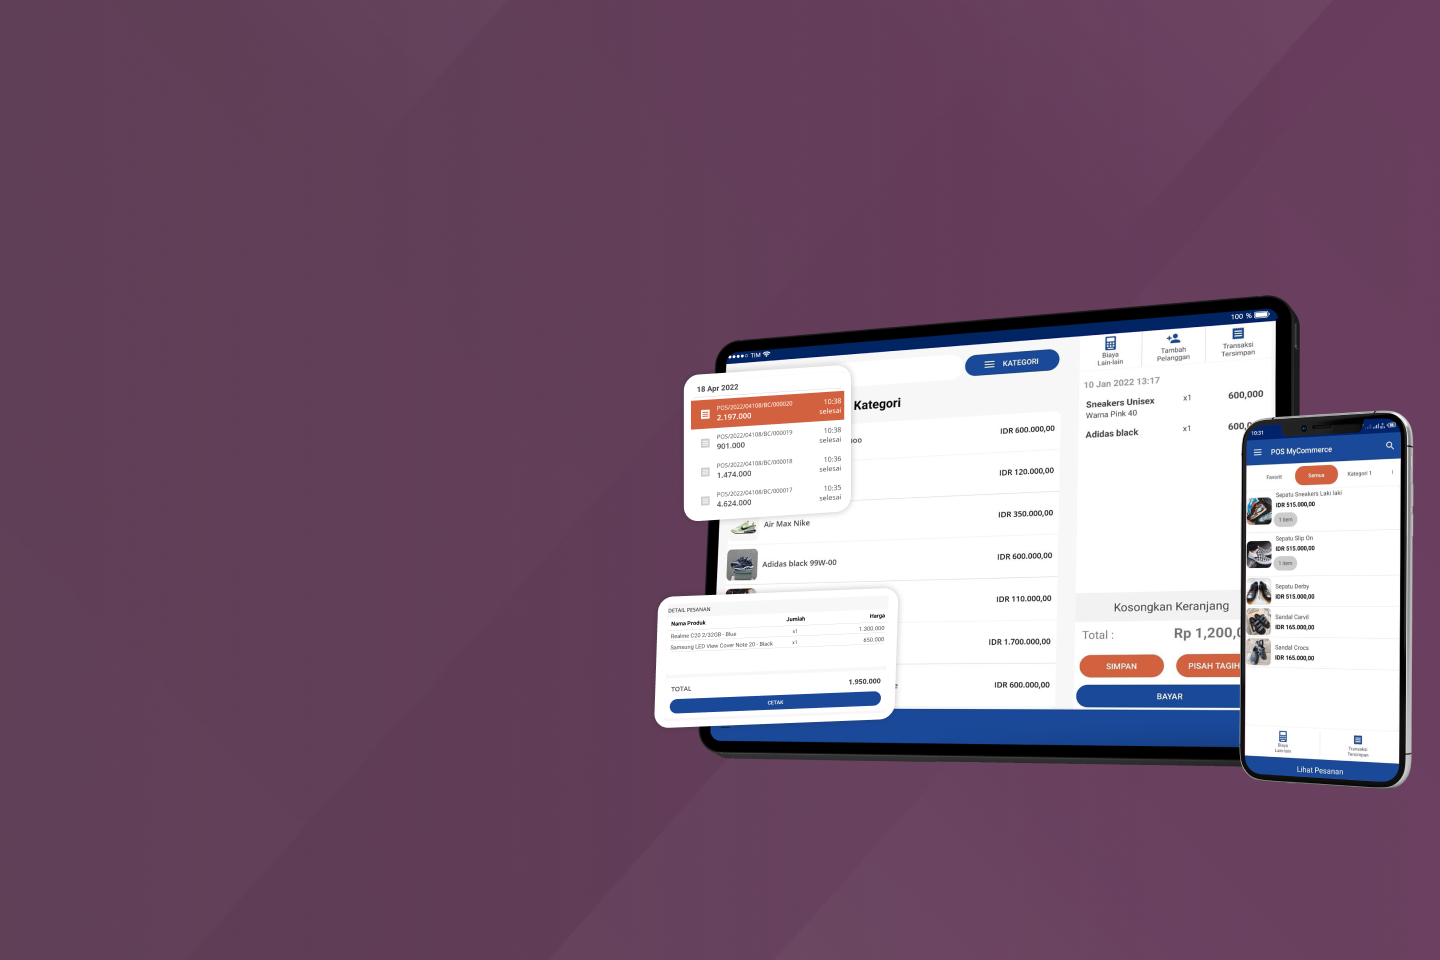 TIM
100 %
KATEGORI
Kategori
IDR 600.000,00
IDR 120.000,00
Air Max Nike
IDR 350.000,00
Adidas black 99W-00
IDR 600.000,00
IDR 110.000,00
IDR 1.700.000,00
IDR 600.000,00
Biaya
Lain-lain
Tambah
Pelanggan
Transaksi
Tersimpan
10 Jan 2022 13:17
Sneakers Unisex x1 600,000
Warna Pink 40
Adidas black x1 600,0
Kosongkan Keranjang
Total : Rp 1,200,0
SIMPAN
PISAH TAGIH
BAYAR
18 Apr 2022
POS/2022/04108/BC/000020 10:38
2.197.000 selesai
POS/2022/04108/BC/000019 10:38
901.000 selesai
POS/2022/04108/BC/000018 10:36
1.474.000 selesai
POS/2022/04108/BC/000017 10:35
4.624.000 selesai
DETAIL PESANAN
Nama Produk Jumlah Harga
Realme C20 2/32GB - Blue x1 1.300.000
Samsung LED View Cover Note 20 - Black x1 650.000
TOTAL 1.950.000
CETAK
10:31
POS MyCommerce
Favorit Semua Kategori 1
Sepatu Sneakers Laki laki
IDR 515.000,00
1 item
Sepatu Slip On
IDR 515.000,00
1 item
Sepatu Derby
IDR 515.000,00
Sandal Carvil
IDR 165.000,00
Sandal Crocs
IDR 165.000,00
Biaya
Lain-lain
Transaksi
Tersimpan
Lihat Pesanan